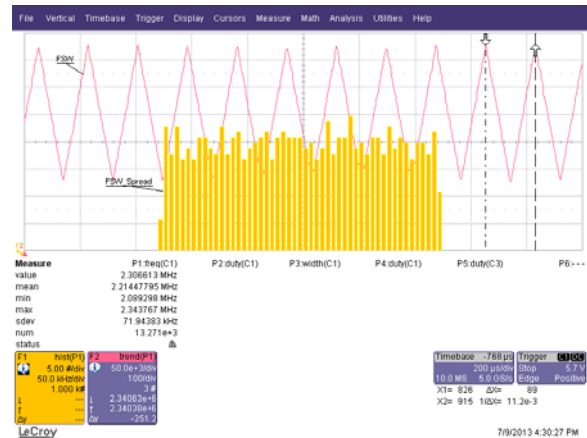 File Vertical Timebase Trigger Display Cursors Measure Math Analysis Utilities Help
FSW
FSW_Spread
Measure P1:freq(C1) P2:duty(C1) P3:width(C1) P4:duty(C1) P5:duty(C3) P6:---
value 2.306613 MHz
mean 2.21447795 MHz
min 2.089298 MHz
max 2.343767 MHz
sdev 71.94383 kHz
num 13.271e+3
status
F1 hist(P1) F2 trend(P1)
5.00 #/div 50.0e+3/div
50.0 kHz/div 100/div
1.000 k# 3 #
--- 2.34063e+6
--- 2.34038e+6
Δy --- Δy -251.2
Timebase -768 µs Trigger C1 DC
200 µs/div Stop 5.7 V
10.0 MS 5.0 GS/s Edge Positive
X1= 826 ΔX= 89
X2= 915 1/ΔX= 11.2e-3
LeCroy 7/9/2013 4:30:27 PM